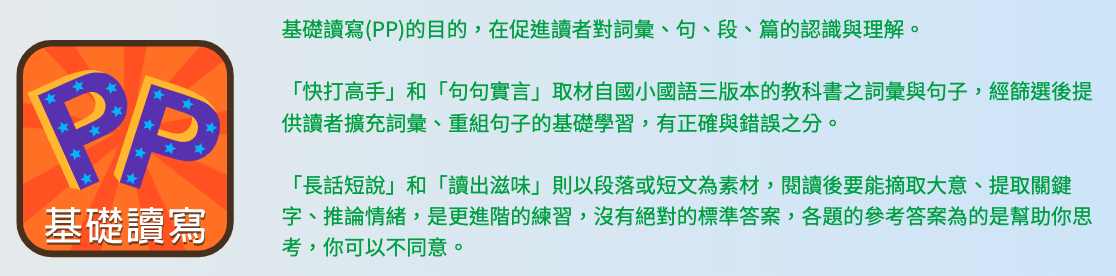 PP
基礎讀寫
基礎讀寫(PP)的目的，在促進讀者對詞彙、句、段、篇的認識與理解。
「快打高手」和「句句實言」取材自國小國語三版本的教科書之詞彙與句子，經篩選後提
供讀者擴充詞彙、重組句子的基礎學習，有正確與錯誤之分。
「長話短說」和「讀出滋味」則以段落或短文為素材，閱讀後要能摘取大意、提取關鍵
字、推論情緒，是更進階的練習，沒有絕對的標準答案，各題的參考答案為的是幫助你思
考，你可以不同意。